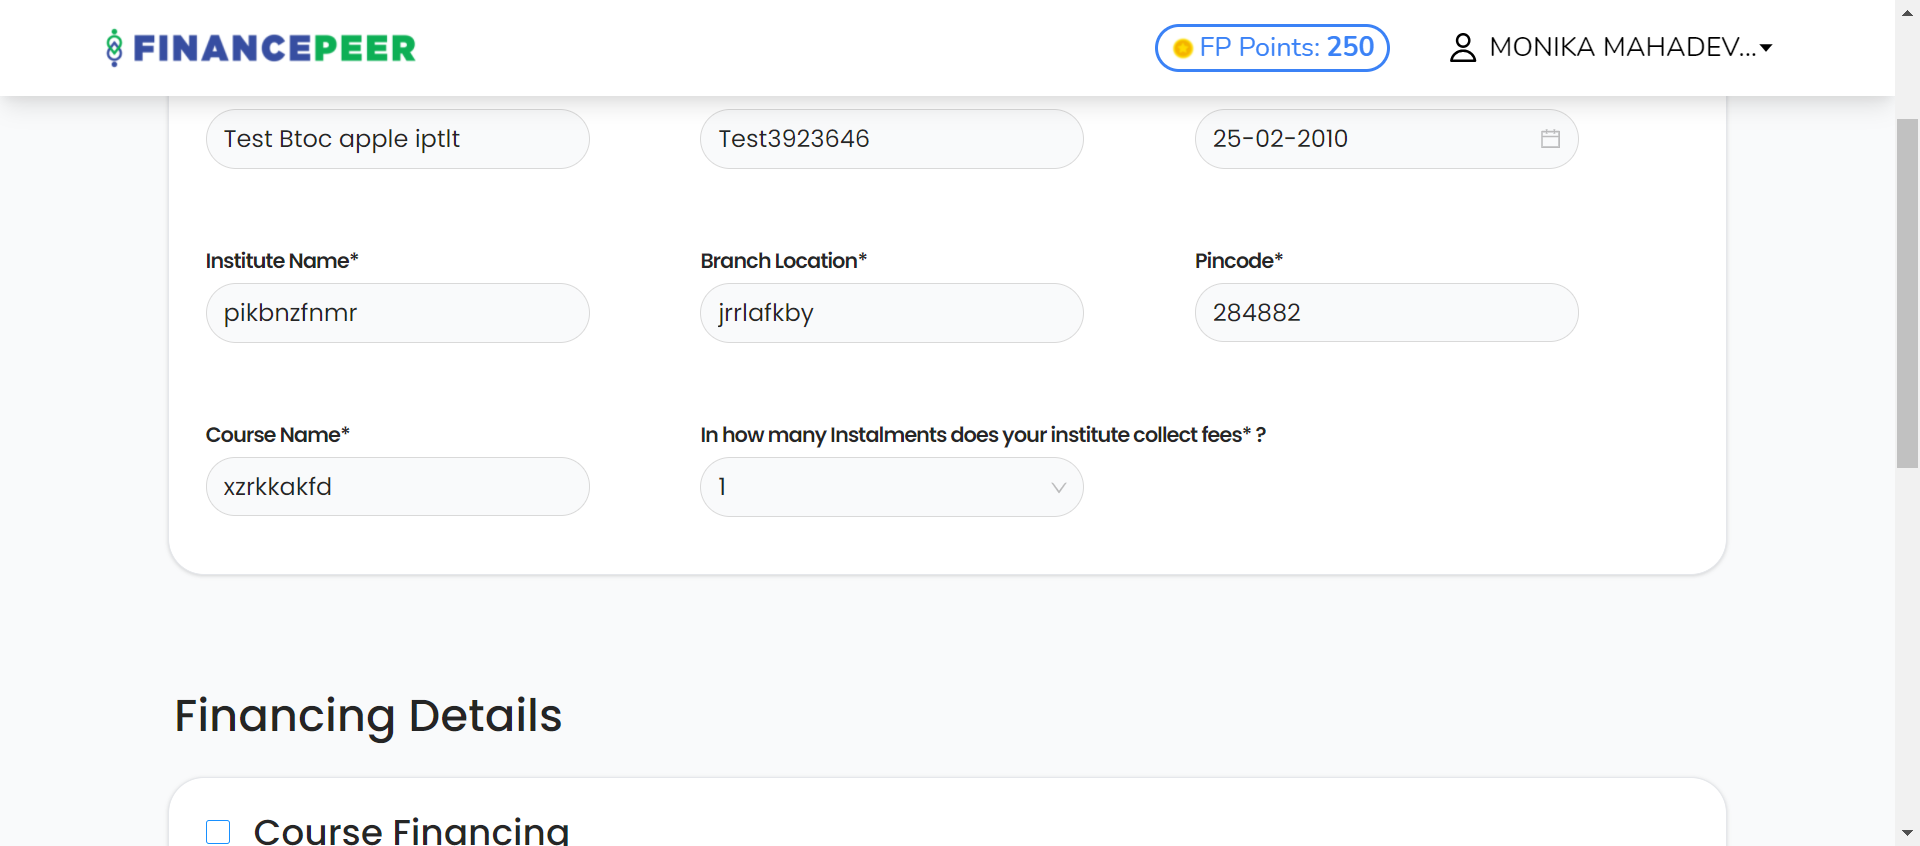 FINANCEPEER
FP Points: 250
MONIKA MAHADEV...
Test Btoc apple iptlt
Test3923646
25-02-2010
Institute Name*
Branch Location*
Pincode*
pikbnzfnmr
jrrlafkby
284882
Course Name*
In how many Instalments does your institute collect fees* ?
xzrkkakfd
1
Financing Details
Course Financing